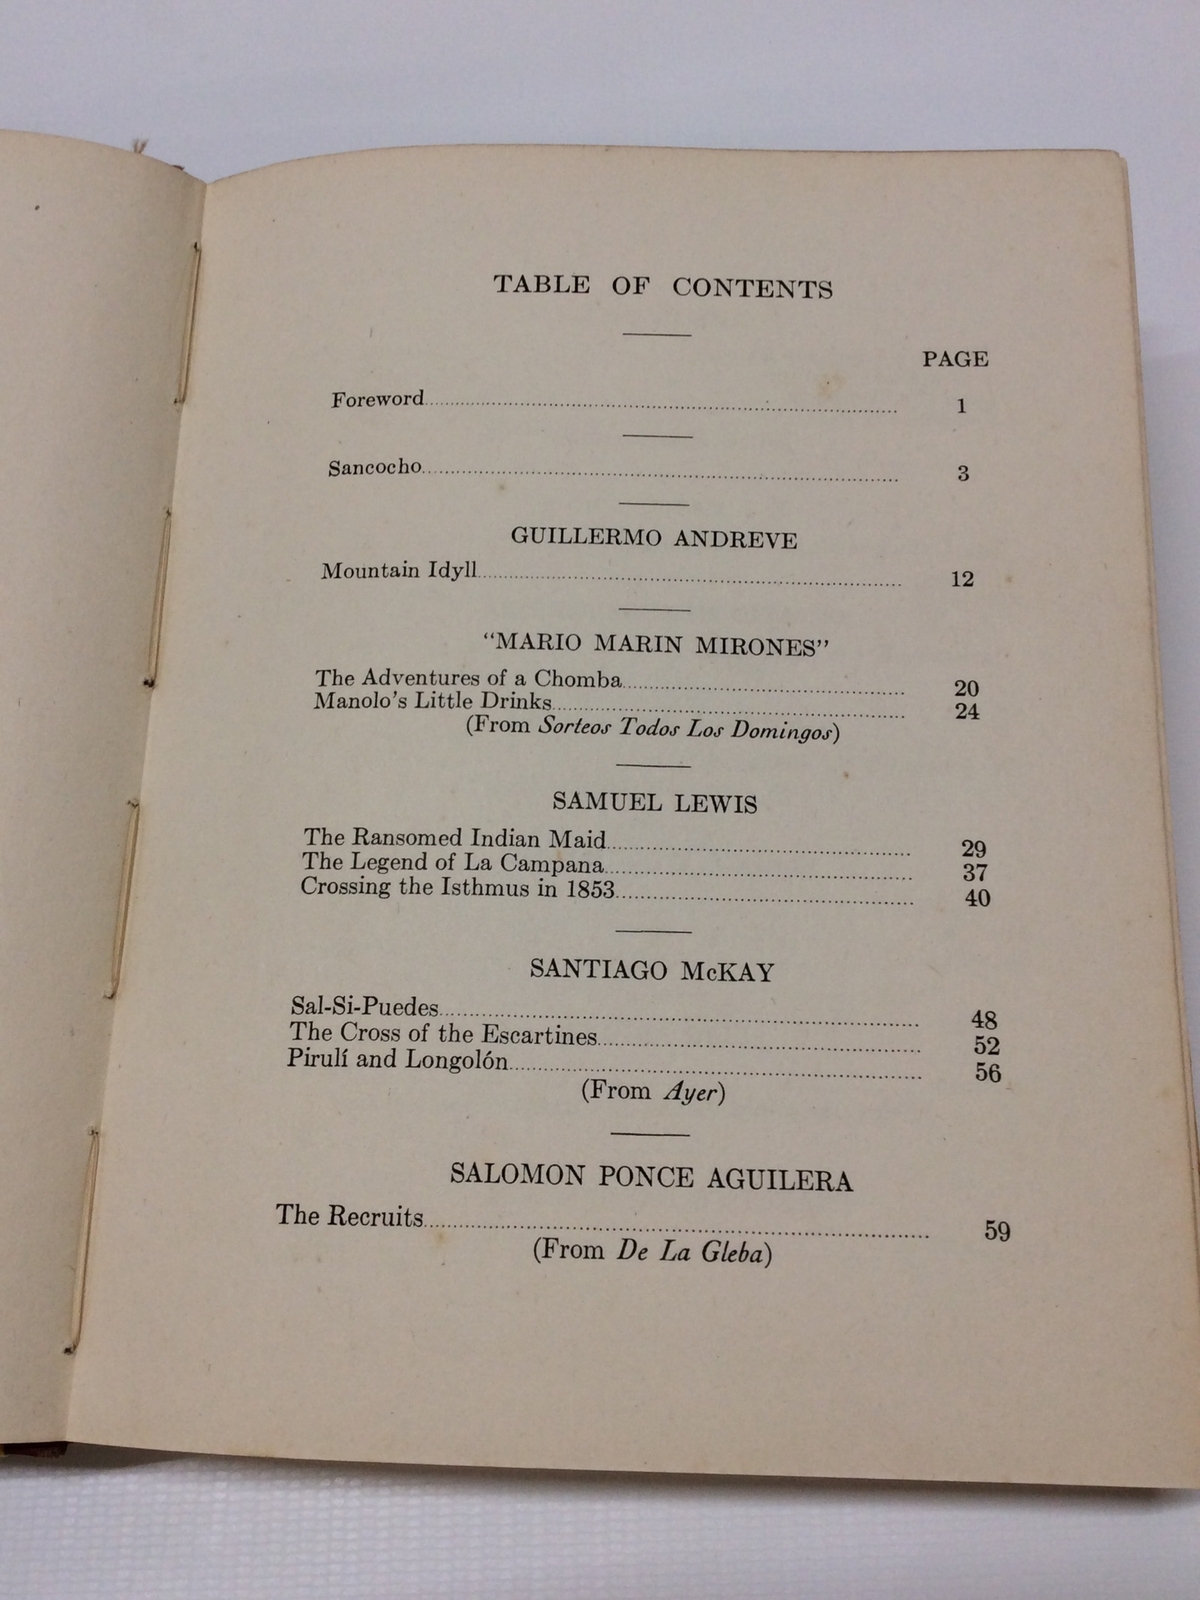 TABLE OF CONTENTS
PAGE
Foreword 1
Sancocho 3
GUILLERMO ANDREVE
Mountain Idyll 12
"MARIO MARIN MIRONES"
The Adventures of a Chomba 20
Manolo's Little Drinks 24
(From Sorteos Todos Los Domingos)
SAMUEL LEWIS
The Ransomed Indian Maid 29
The Legend of La Campana 37
Crossing the Isthmus in 1853 40
SANTIAGO McKAY
Sal-Si-Puedes 48
The Cross of the Escartines 52
Pirulí and Longolón 56
(From Ayer)
SALOMON PONCE AGUILERA
The Recruits 59
(From De La Gleba)